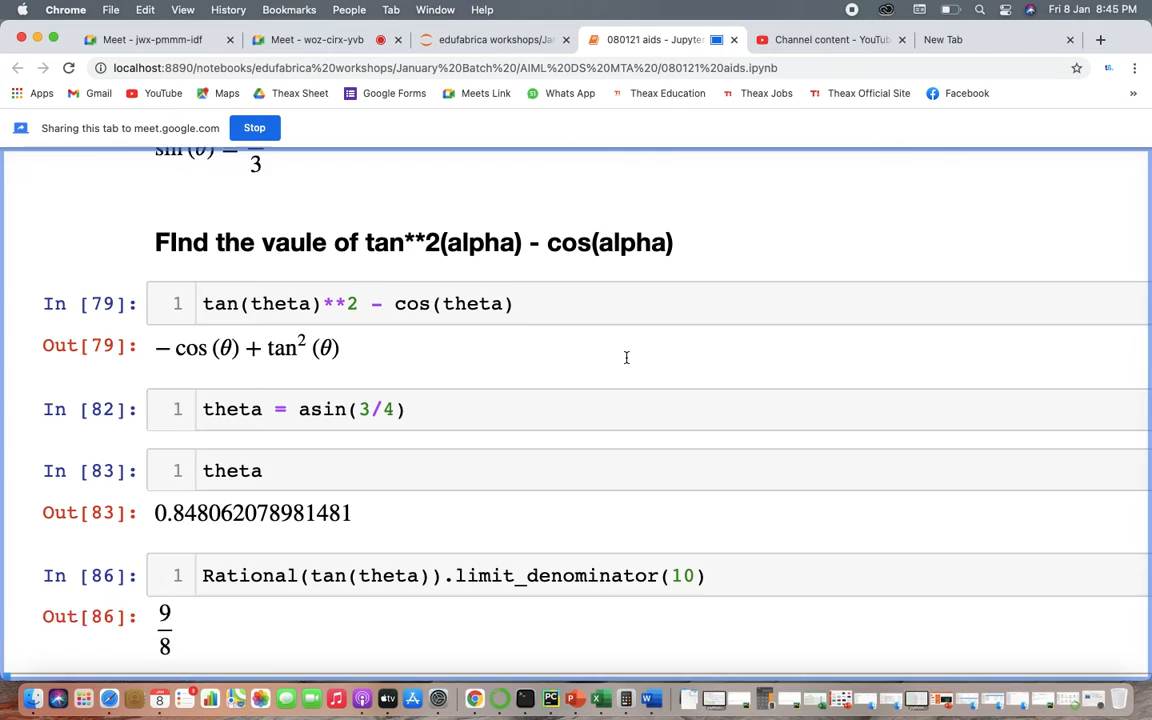 Chrome File Edit View History Bookmarks People Tab Window Help Fri 8 Jan 8:45 PM
Meet - jwx-pmmm-idf Meet - woz-cirx-yvb edufabrica workshops/Jan 080121 aids - Jupyter Channel content - YouTub New Tab
localhost:8890/notebooks/edufabrica%20workshops/January%20Batch%20/AIML%20DS%20MTA%20/080121%20aids.ipynb
Apps Gmail YouTube Maps Theax Sheet Google Forms Meets Link Whats App Theax Education Theax Jobs Theax Official Site Facebook »
Sharing this tab to meet.google.com Stop
sin (θ) =
3
FInd the vaule of tan**2(alpha) - cos(alpha)
In [79]: 1 tan(theta)**2 - cos(theta)
Out[79]: − cos (θ) + tan² (θ)
In [82]: 1 theta = asin(3/4)
In [83]: 1 theta
Out[83]: 0.848062078981481
In [86]: 1 Rational(tan(theta)).limit_denominator(10)
Out[86]: 9
8